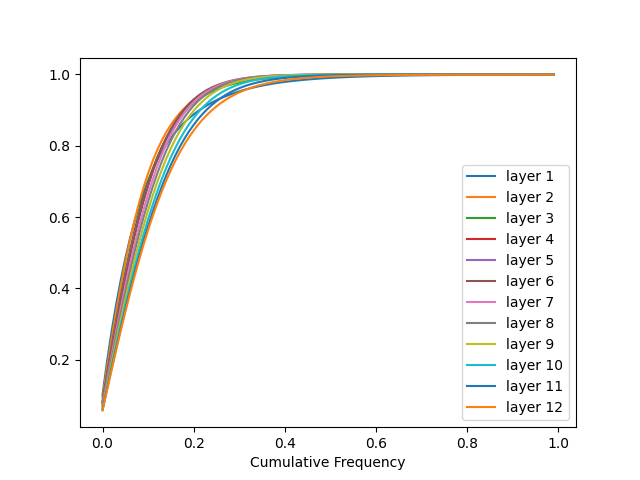 1.0
0.8
0.6
0.4
0.2
0.0 0.2 0.4 0.6 0.8 1.0
Cumulative Frequency
layer 1
layer 2
layer 3
layer 4
layer 5
layer 6
layer 7
layer 8
layer 9
layer 10
layer 11
layer 12